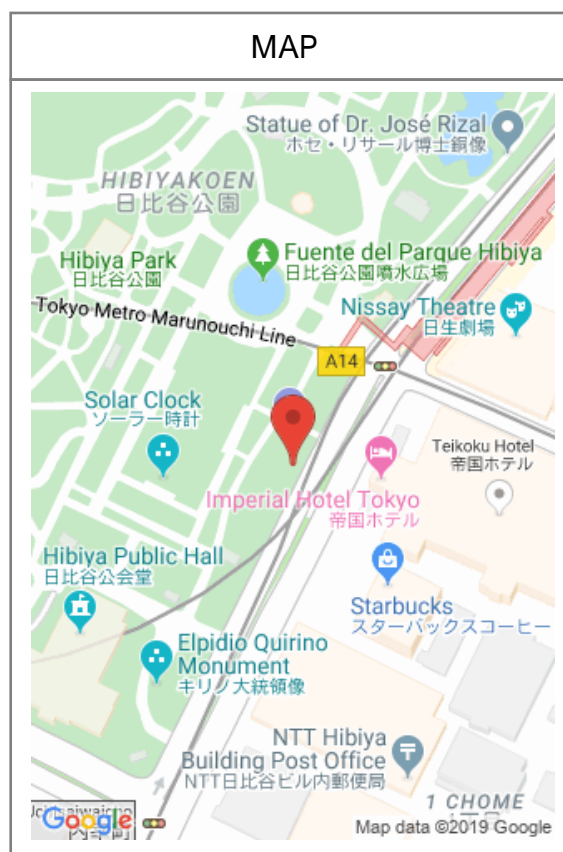 MAP
Statue of Dr. José Rizal
ホセ・リサール博士銅像
HIBIYAKOEN
日比谷公園
Hibiya Park
日比谷公園
Fuente del Parque Hibiya
日比谷公園噴水広場
Nissay Theatre
日生劇場
Tokyo Metro Marunouchi Line
A14
Solar Clock
ソーラー時計
Teikoku Hotel
帝国ホテル
Imperial Hotel Tokyo
帝国ホテル
Hibiya Public Hall
日比谷公会堂
Starbucks
スターバックスコーヒー
Elpidio Quirino
Monument
キリノ大統領像
NTT Hibiya
Building Post Office
NTT日比谷ビル内郵便局
1 CHOME
Google
Map data ©2019 Google